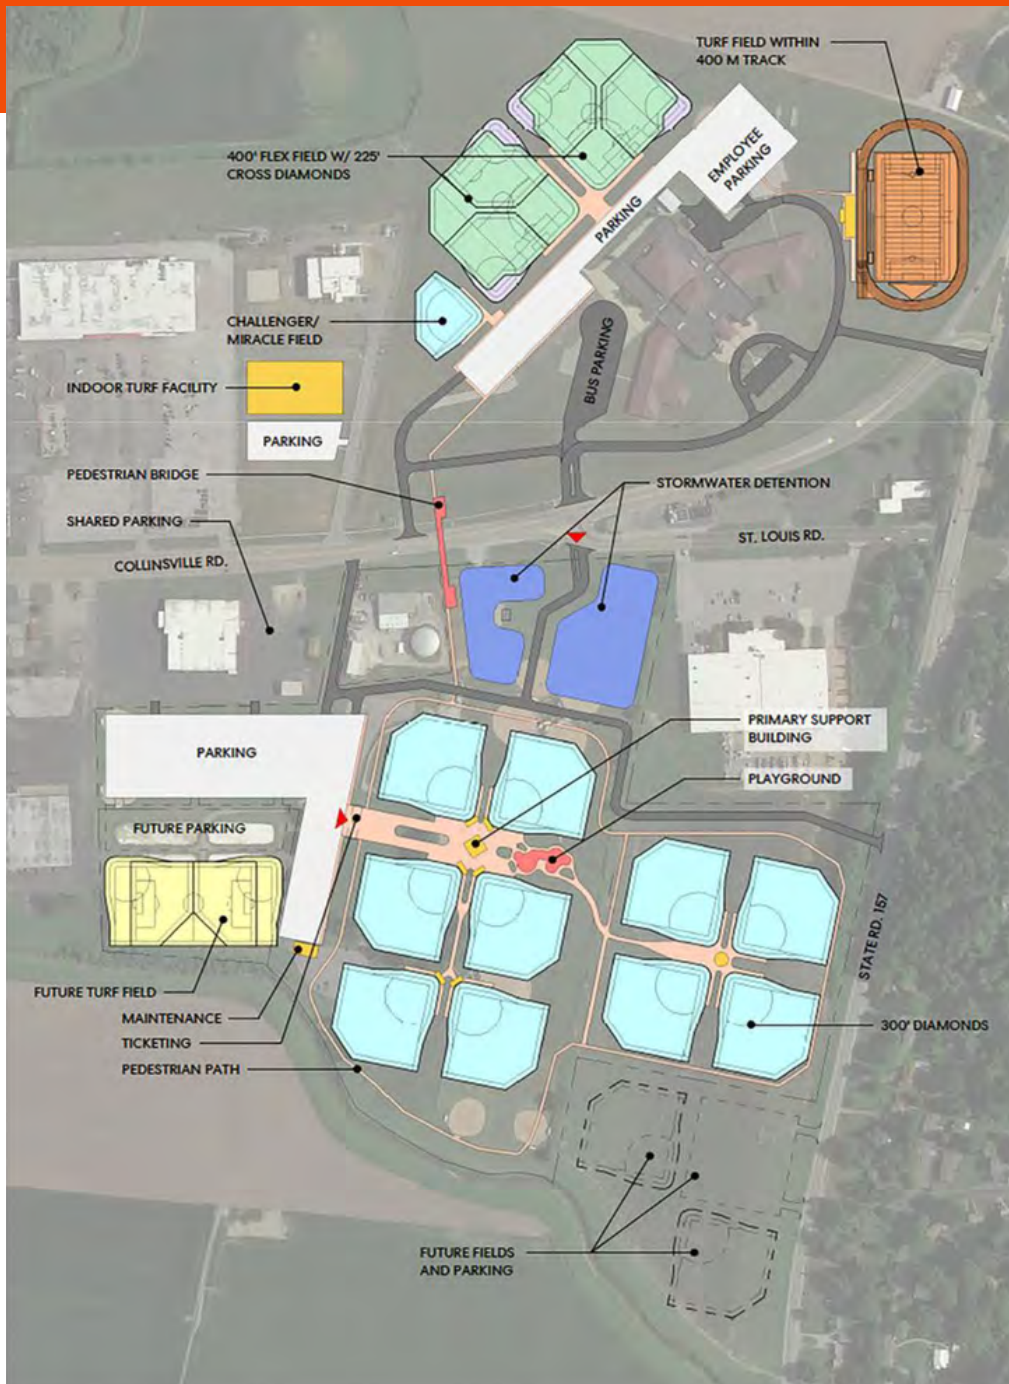 TURF FIELD WITHIN
400 M TRACK
400' FLEX FIELD W/ 225'
CROSS DIAMONDS
EMPLOYEE
PARKING
PARKING
CHALLENGER/
MIRACLE FIELD
BUS PARKING
INDOOR TURF FACILITY
PARKING
PEDESTRIAN BRIDGE
STORMWATER DETENTION
SHARED PARKING
ST. LOUIS RD.
COLLINSVILLE RD.
PRIMARY SUPPORT
BUILDING
PARKING
PLAYGROUND
FUTURE PARKING
STATE RD. 157
FUTURE TURF FIELD
MAINTENANCE
300' DIAMONDS
TICKETING
PEDESTRIAN PATH
FUTURE FIELDS
AND PARKING